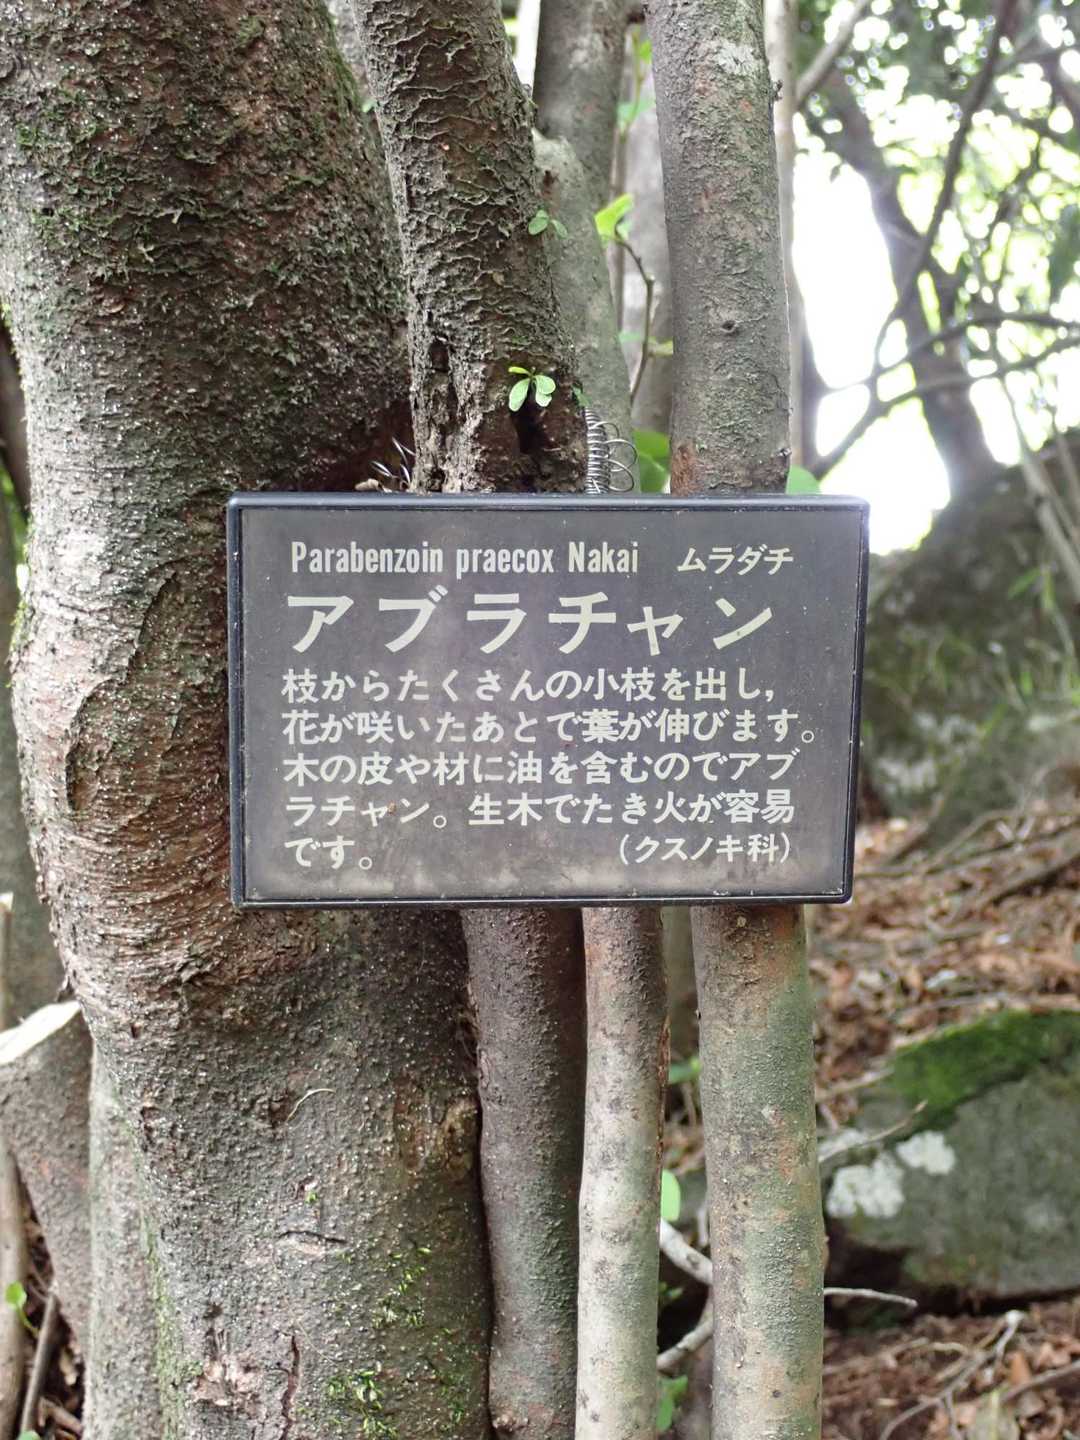 Parabenzoin praecox Nakai ムラダチ
アブラチャン
枝からたくさんの小枝を出し,
花が咲いたあとで葉が伸びます。
木の皮や材に油を含むのでアブ
ラチャン。生木でたき火が容易
です。 (クスノキ科)